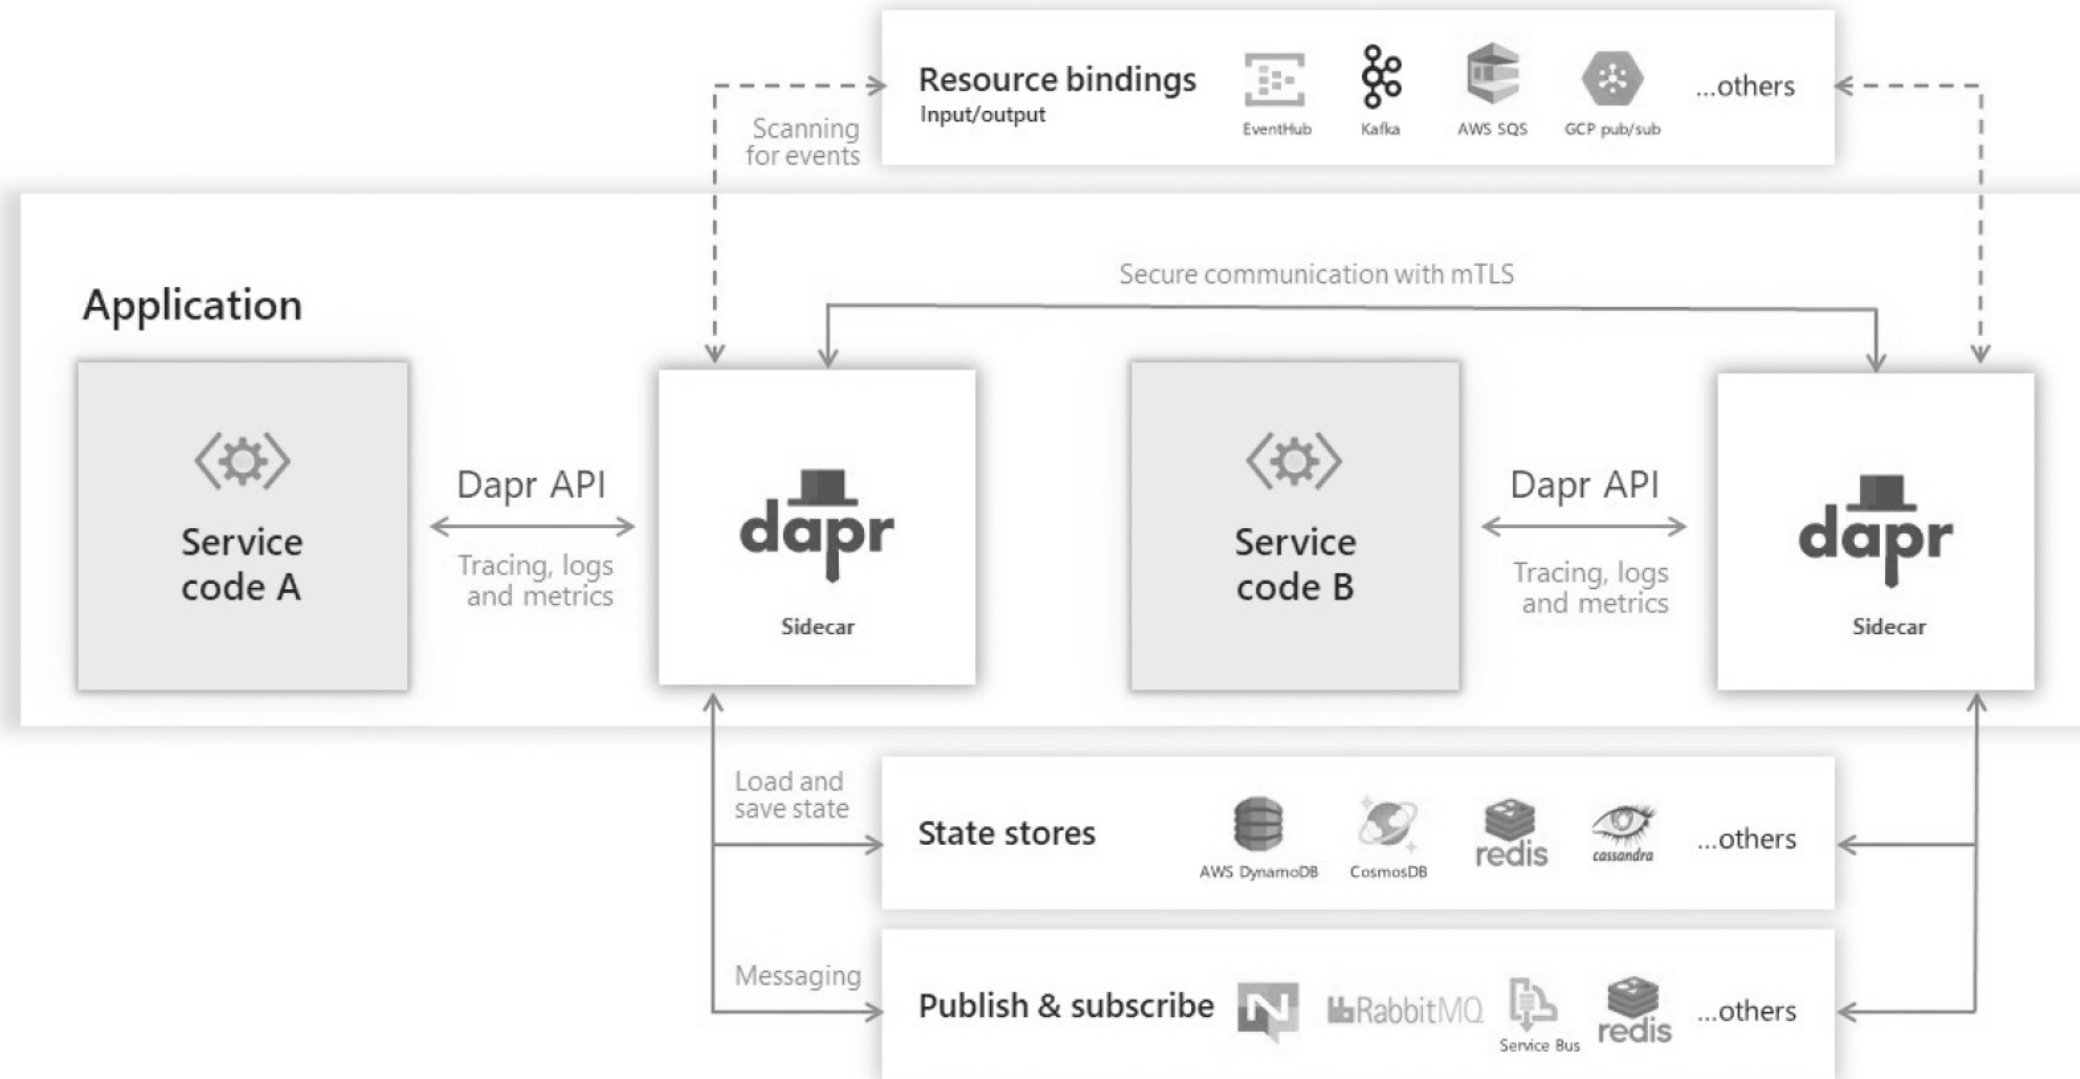 Resource bindings
Input/output
EventHub
Kafka
AWS SQS
GCP pub/sub
...others
Scanning
for events
Application
Secure communication with mTLS
Service
code A
Dapr API
Tracing, logs
and metrics
dapr
Sidecar
Service
code B
Dapr API
Tracing, logs
and metrics
dapr
Sidecar
Load and
save state
State stores
AWS DynamoDB
CosmosDB
redis
cassandra
...others
Messaging
Publish & subscribe
N
RabbitMQ
Service Bus
redis
...others